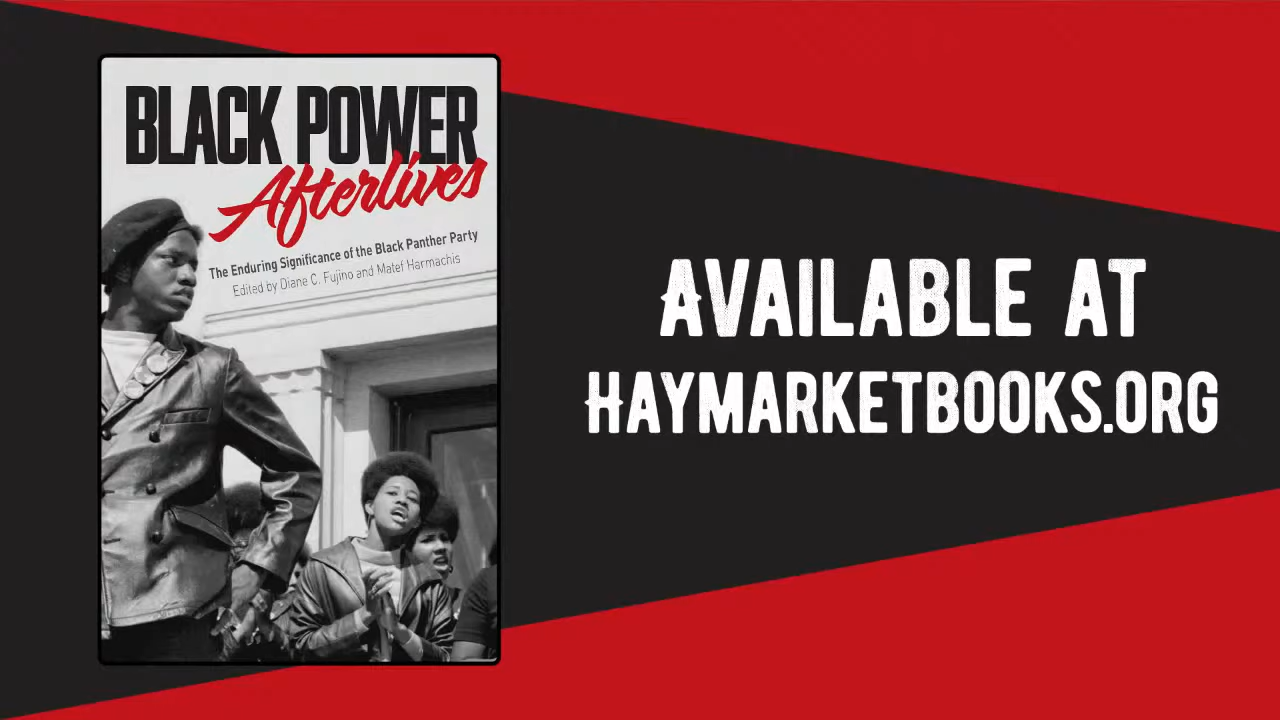 BLACK POWER
Afterlives
The Enduring Significance of the Black Panther Party
Edited by Diane C. Fujino and Matef Harmachis
AVAILABLE AT
HAYMARKETBOOKS.ORG